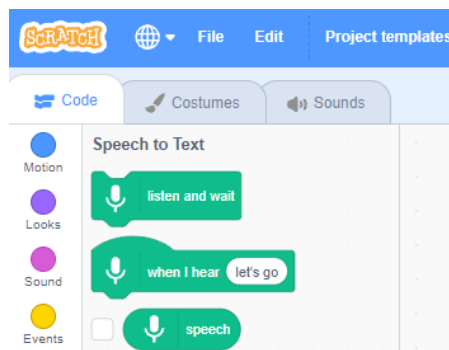 SCRATCH File Edit Project templates
Code Costumes Sounds
Speech to Text
Motion
listen and wait
Looks
when I hear let's go
Sound
speech
Events